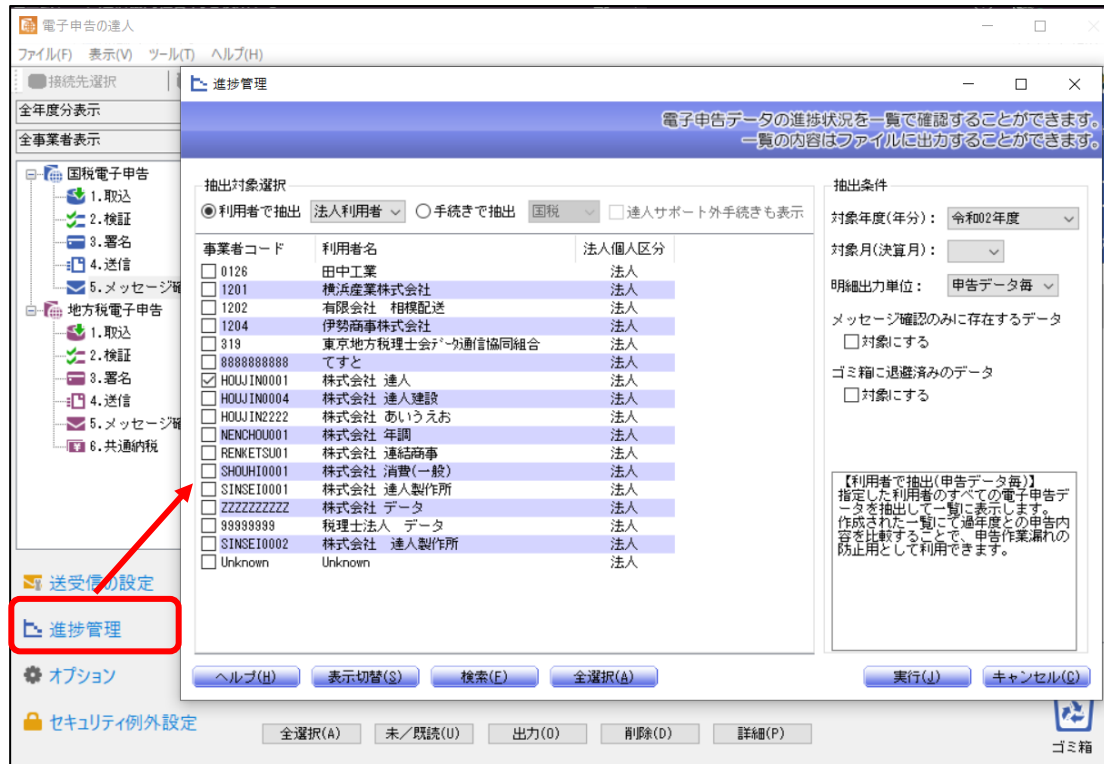 電子申告の達人
ファイル(F) 表示(V) ツール(T) ヘルプ(H)
接続先選択
全年度分表示
全事業者表示
国税電子申告
1.取込
2.検証
3.署名
4.送信
5.メッセージ確
地方税電子申告
1.取込
2.検証
3.署名
4.送信
5.メッセージ確
6.共通納税
送受信の設定
進捗管理
オプション
セキュリティ例外設定
進捗管理
電子申告データの進捗状況を一覧で確認することができます。
一覧の内容はファイルに出力することができます。
抽出対象選択
利用者で抽出 法人利用者 手続きで抽出 国税 達人サポート外手続きも表示
事業者コード 利用者名 法人個人区分
0126 田中工業 法人
1201 横浜産業株式会社 法人
1202 有限会社 相模配送 法人
1204 伊勢商事株式会社 法人
319 東京地方税理士会データ通信協同組合 法人
8888888888 てすと 法人
HOUJIN0001 株式会社 達人 法人
HOUJIN0004 株式会社 達人建設 法人
HOUJIN2222 株式会社 あいうえお 法人
NENCHOU001 株式会社 年調 法人
RENKETSU01 株式会社 連結商事 法人
SHOUHI0001 株式会社 消費(一般) 法人
SINSEI0001 株式会社 達人製作所 法人
ZZZZZZZZZZ 株式会社 データ 法人
99999999 税理士法人 データ 法人
SINSEI0002 株式会社 達人製作所 法人
Unknown Unknown 法人
抽出条件
対象年度(年分): 令和02年度
対象月(決算月):
明細出力単位: 申告データ毎
メッセージ確認のみに存在するデータ
対象にする
ゴミ箱に退避済みのデータ
対象にする
【利用者で抽出(申告データ毎)】
指定した利用者のすべての電子申告デ
ータを抽出して一覧に表示します。
作成された一覧にて過年度との申告内
容を比較することで、申告作業漏れの
防止用として利用できます。
ヘルプ(H) 表示切替(S) 検索(F) 全選択(A) 実行(J) キャンセル(C)
全選択(A) 未/既読(U) 出力(O) 削除(D) 詳細(P)
ゴミ箱